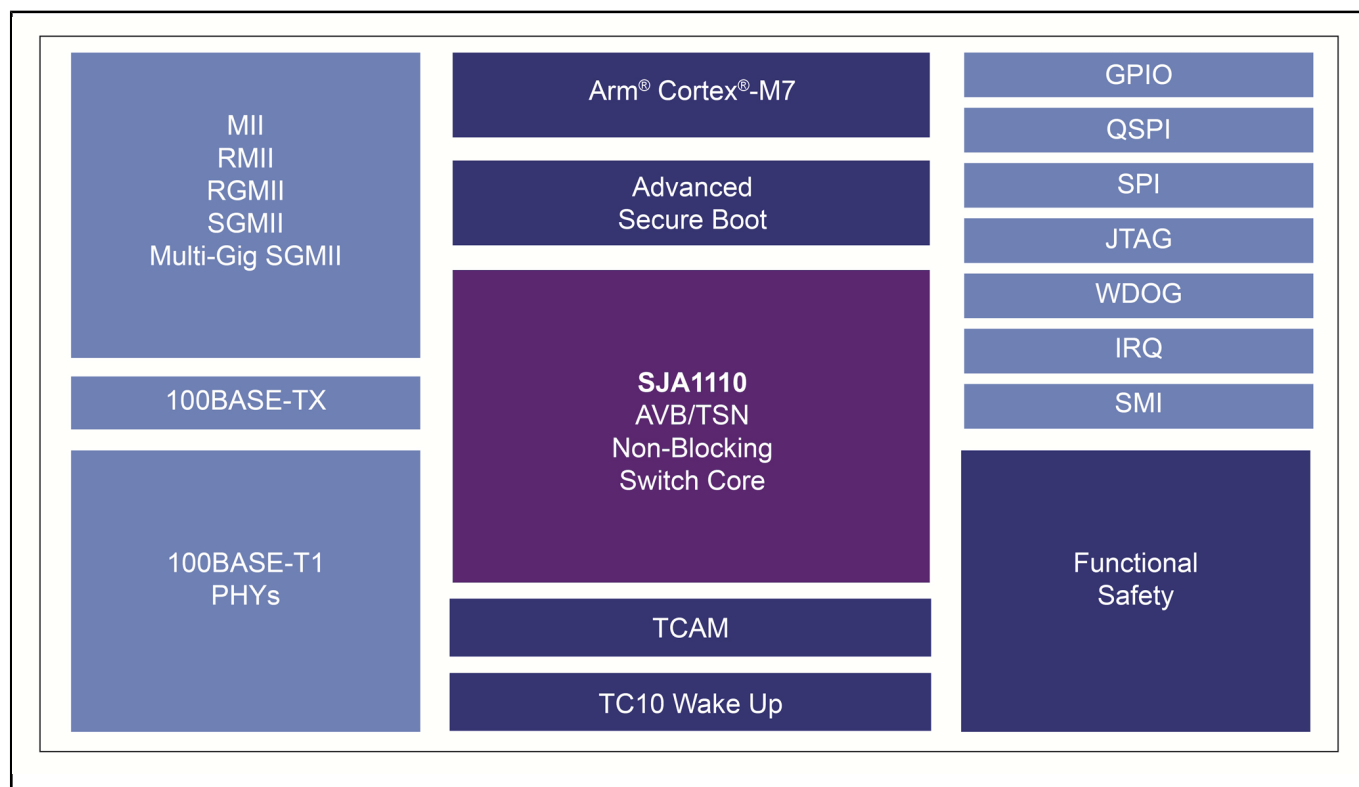 MII
RMII
RGMII
SGMII
Multi-Gig SGMII
100BASE-TX
100BASE-T1
PHYs
Arm® Cortex®-M7
Advanced
Secure Boot
SJA1110
AVB/TSN
Non-Blocking
Switch Core
TCAM
TC10 Wake Up
GPIO
QSPI
SPI
JTAG
WDOG
IRQ
SMI
Functional
Safety